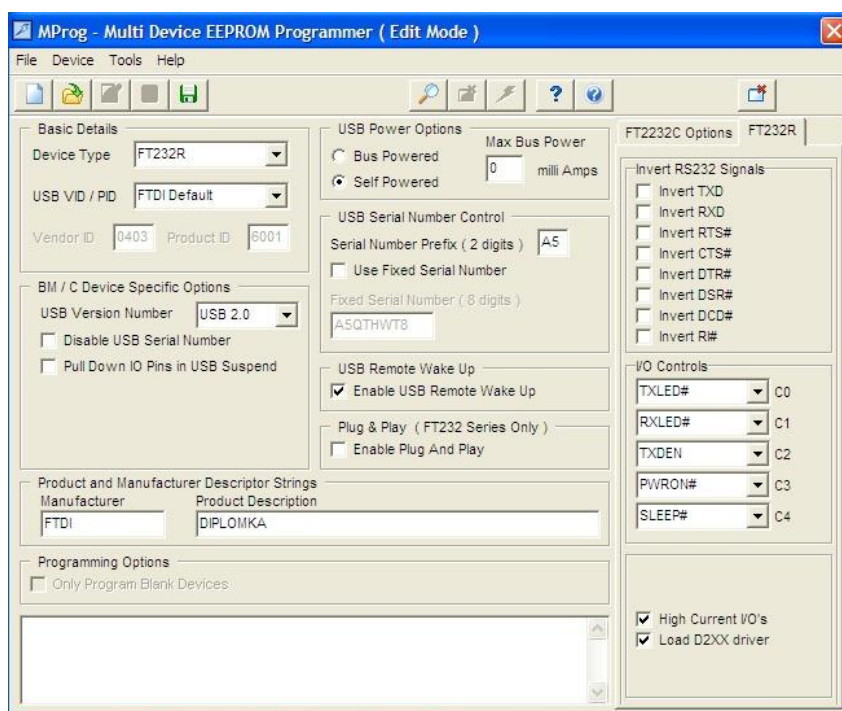 MProg - Multi Device EEPROM Programmer ( Edit Mode )
File Device Tools Help
Basic Details
Device Type FT232R
USB VID / PID FTDI Default
Vendor ID 0403 Product ID 6001
BM / C Device Specific Options
USB Version Number USB 2.0
Disable USB Serial Number
Pull Down IO Pins in USB Suspend
USB Power Options
Bus Powered
Self Powered
Max Bus Power
0 milli Amps
USB Serial Number Control
Serial Number Prefix ( 2 digits ) A5
Use Fixed Serial Number
Fixed Serial Number ( 8 digits )
A5QTHWT8
USB Remote Wake Up
Enable USB Remote Wake Up
Plug & Play ( FT232 Series Only )
Enable Plug And Play
Product and Manufacturer Descriptor Strings
Manufacturer Product Description
FTDI DIPLOMKA
Programming Options
Only Program Blank Devices
FT2232C Options FT232R
Invert RS232 Signals
Invert TXD
Invert RXD
Invert RTS#
Invert CTS#
Invert DTR#
Invert DSR#
Invert DCD#
Invert RI#
I/O Controls
TXLED# C0
RXLED# C1
TXDEN C2
PWRON# C3
SLEEP# C4
High Current I/O's
Load D2XX driver